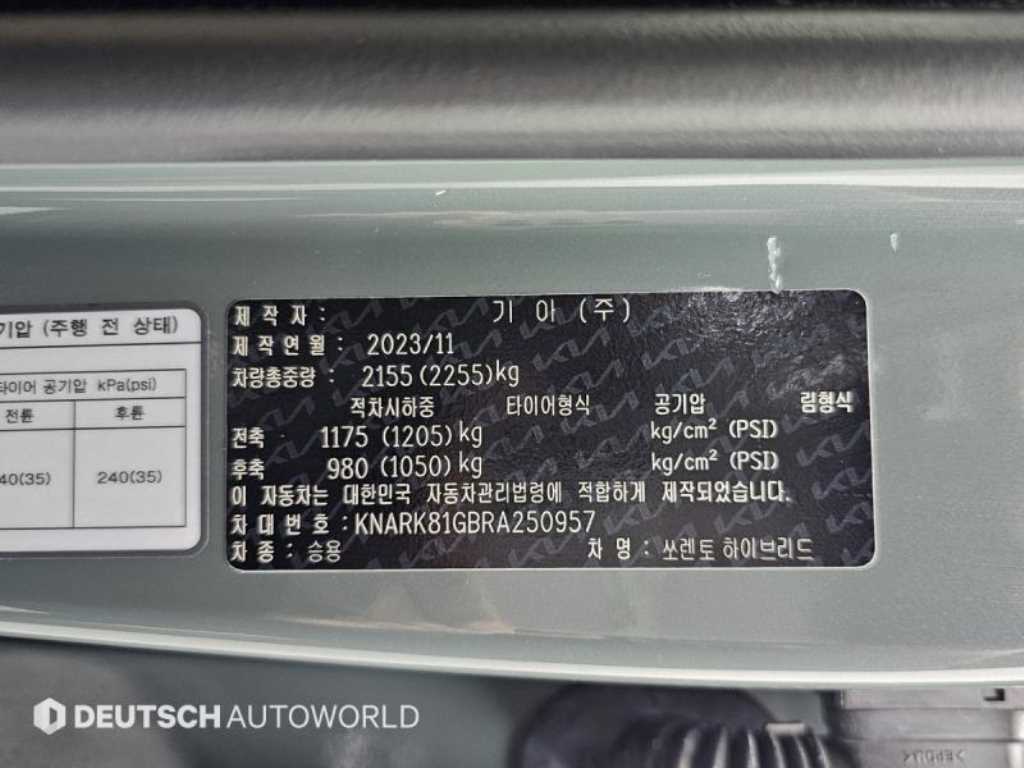 기압 (주행 전 상태)
타이어 공기압 kPa(psi)
전륜 후륜
40(35) 240(35)
제 작 자 : 기 아 (주)
제 작 연 월 : 2023/11
차량총중량 : 2155 (2255)kg
적차시하중 타이어형식 공기압 림형식
전축 · 1175 (1205) kg kg/cm² (PSI)
후축 · 980 (1050) kg kg/cm² (PSI)
이 자동차는 대한민국 자동차관리법령에 적합하게 제작되었습니다.
차 대 번 호 : KNARK81GBRA250957
차 종 : 승용 차 명 : 쏘렌토 하이브리드
DEUTSCH AUTOWORLD